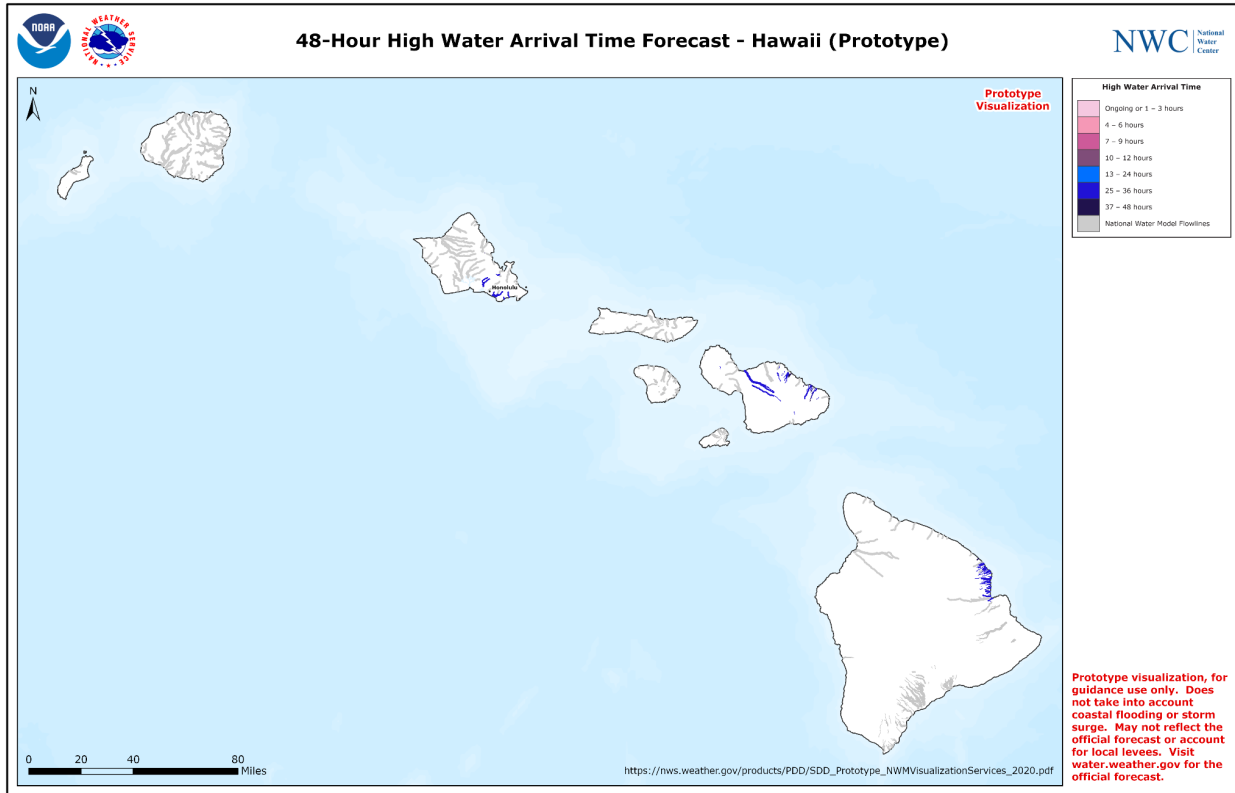 NOAA
NATIONAL WEATHER SERVICE
48-Hour High Water Arrival Time Forecast - Hawaii (Prototype)
NWC
National
Water
Center
N
Prototype
Visualization
High Water Arrival Time
Ongoing or 1 – 3 hours
4 – 6 hours
7 – 9 hours
10 – 12 hours
13 – 24 hours
25 – 36 hours
37 – 48 hours
National Water Model Flowlines
Honolulu
Prototype visualization, for
guidance use only. Does
not take into account
coastal flooding or storm
surge. May not reflect the
official forecast or account
for local levees. Visit
water.weather.gov for the
official forecast.
0 20 40 80
Miles
https://nws.weather.gov/products/PDD/SDD_Prototype_NWMVisualizationServices_2020.pdf